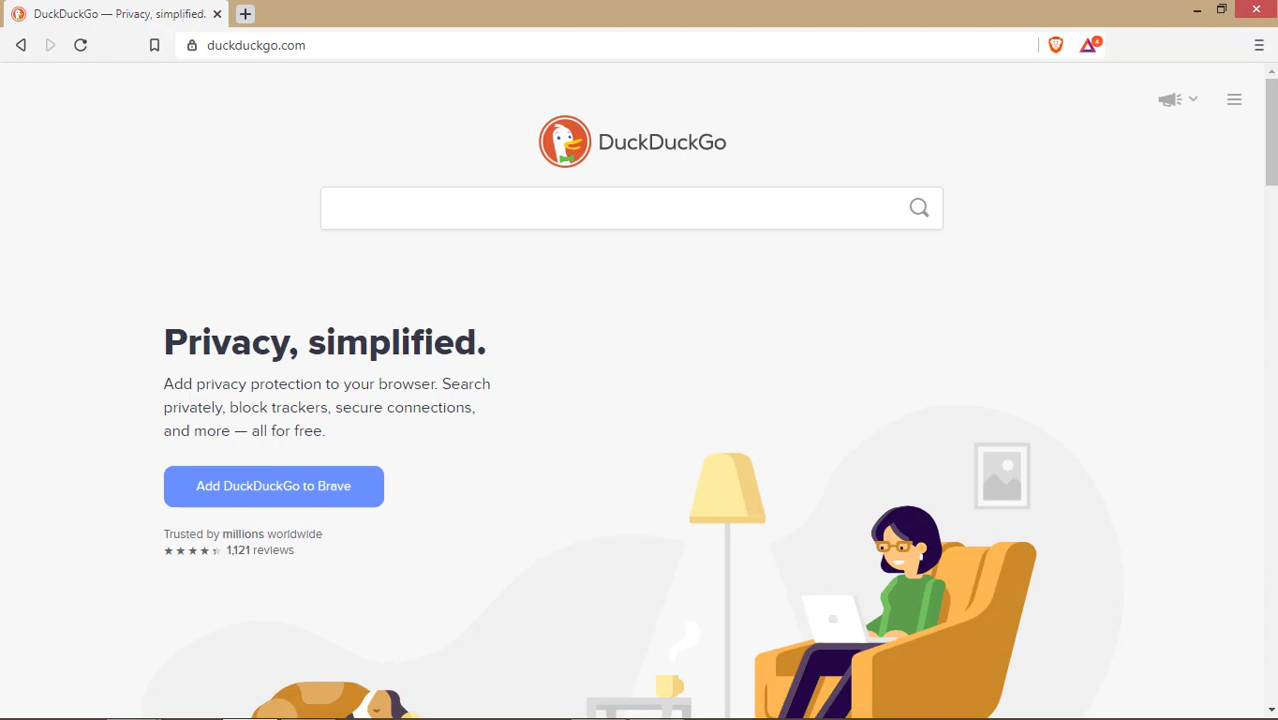 DuckDuckGo — Privacy, simplified.
duckduckgo.com
4
DuckDuckGo
Privacy, simplified.
Add privacy protection to your browser. Search
privately, block trackers, secure connections,
and more — all for free.
Add DuckDuckGo to Brave
Trusted by millions worldwide
1,121 reviews